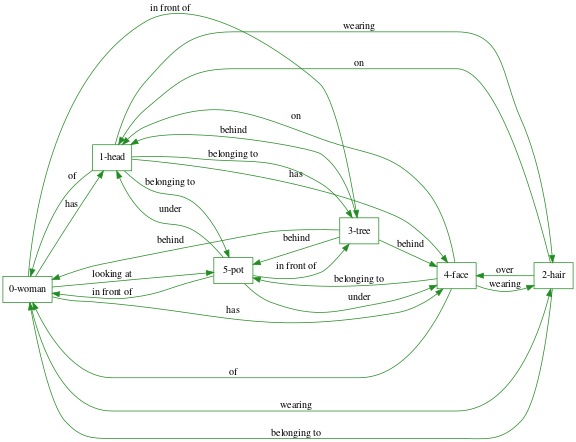 in front of
wearing
on
on
behind
1-head
belonging to
has
of
belonging to
has
under
3-tree
behind
behind
behind
5-pot
in front of
4-face
2-hair
looking at
over
belonging to
0-woman
in front of
wearing
under
has
of
wearing
belonging to